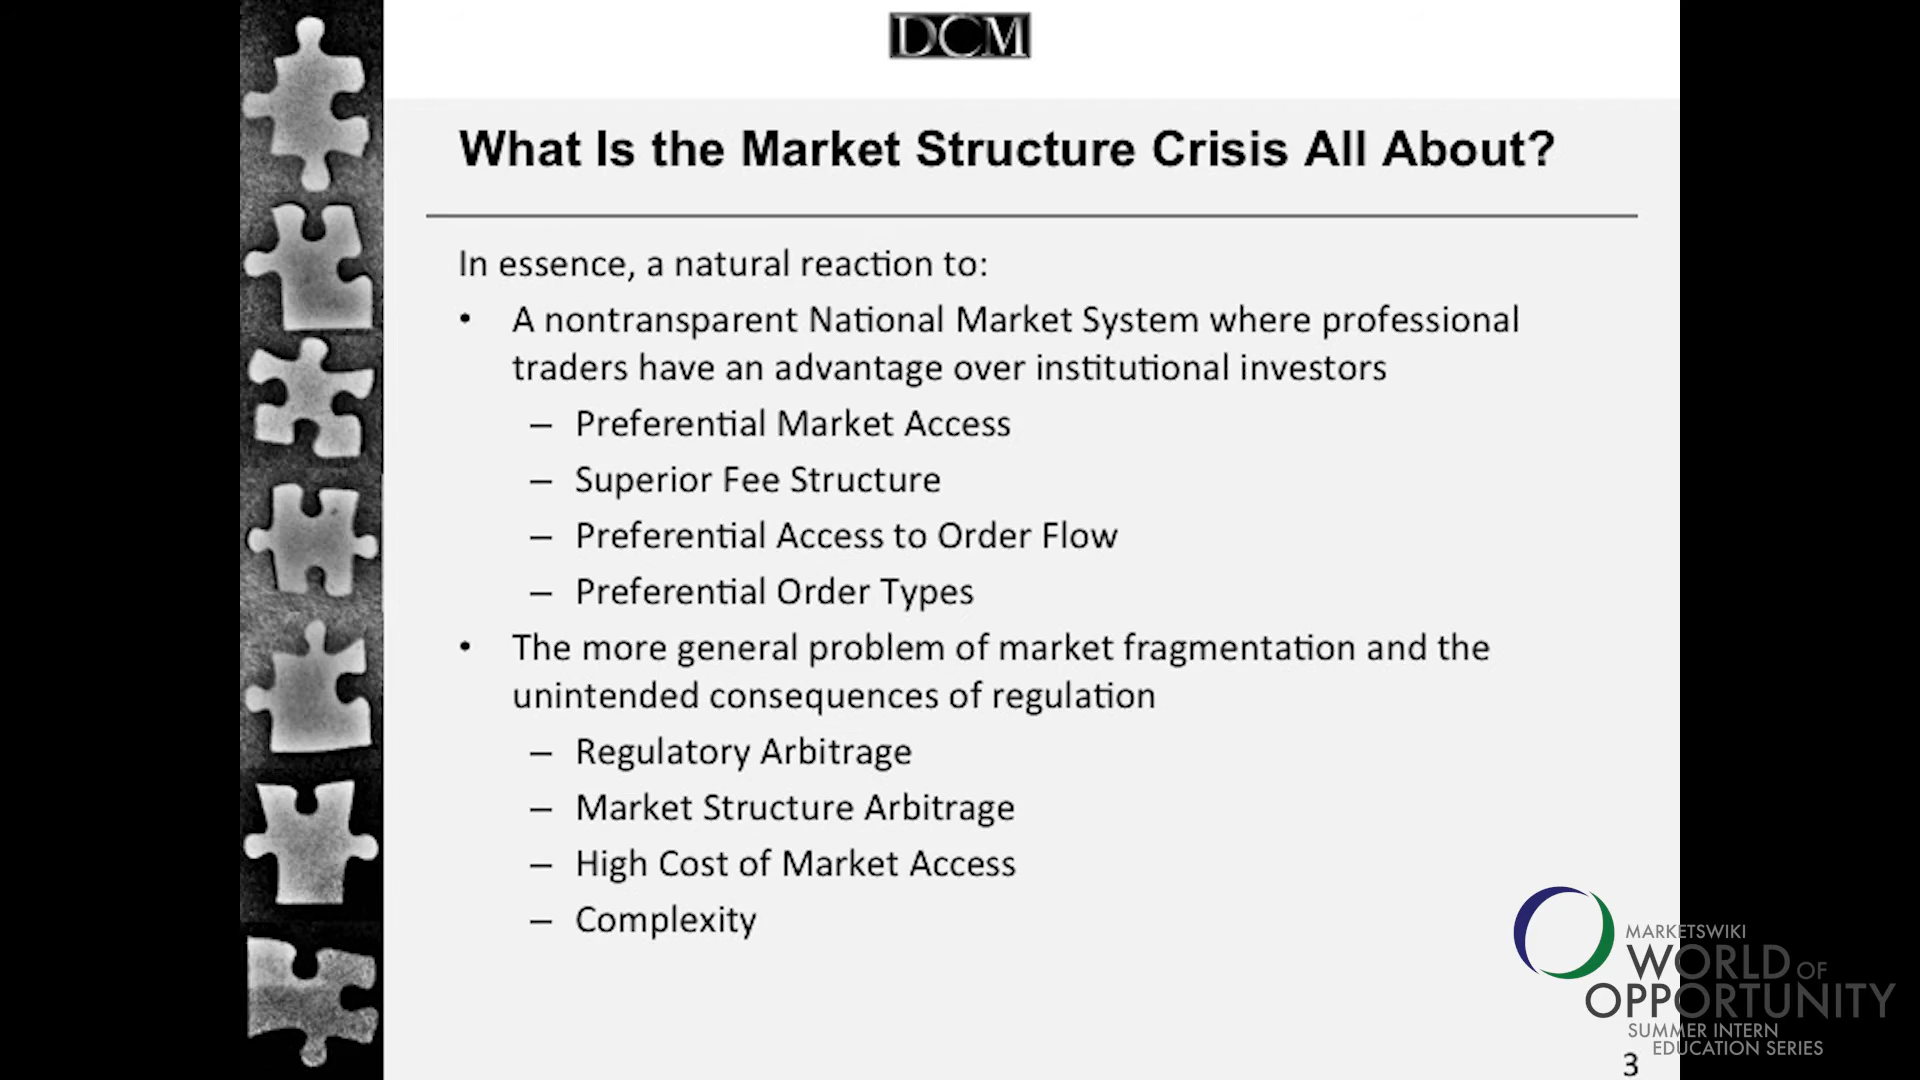 DCM
What Is the Market Structure Crisis All About?
In essence, a natural reaction to:
• A nontransparent National Market System where professional
traders have an advantage over institutional investors
– Preferential Market Access
– Superior Fee Structure
– Preferential Access to Order Flow
– Preferential Order Types
• The more general problem of market fragmentation and the
unintended consequences of regulation
– Regulatory Arbitrage
– Market Structure Arbitrage
– High Cost of Market Access
– Complexity
MARKETSWIKI
WORLD OF
OPPORTUNITY
SUMMER INTERN
EDUCATION SERIES
3